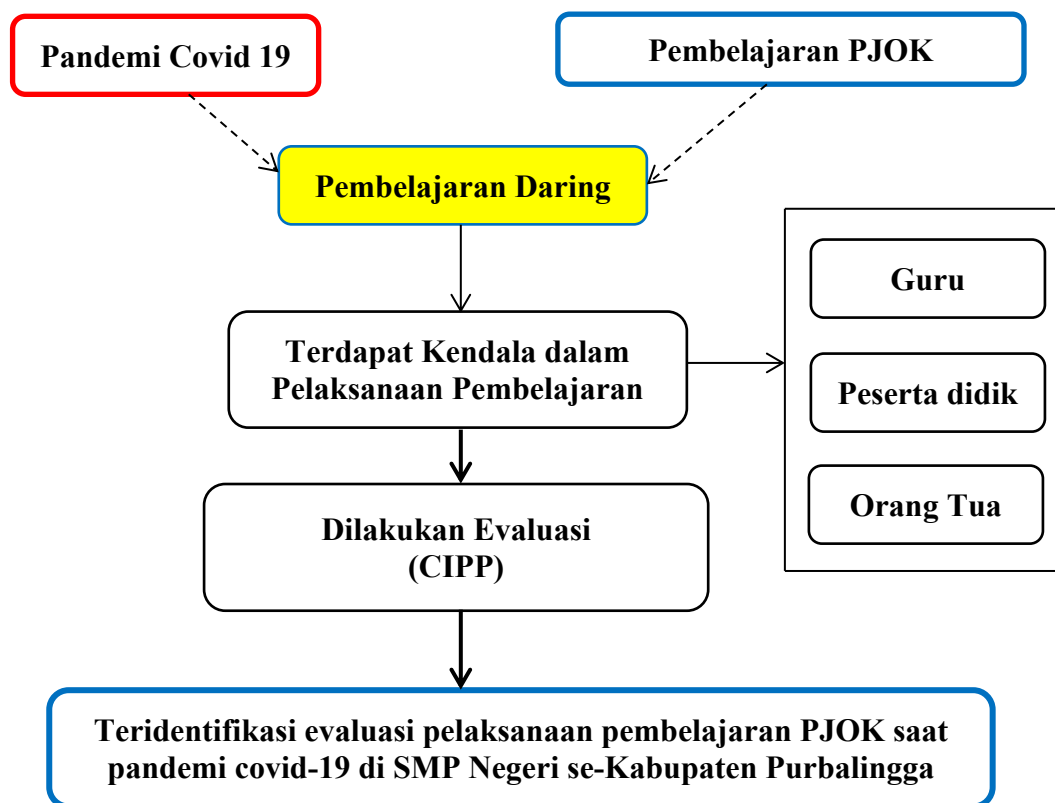 Pandemi Covid 19
Pembelajaran PJOK
Pembelajaran Daring
Terdapat Kendala dalam
Pelaksanaan Pembelajaran
Guru
Peserta didik
Orang Tua
Dilakukan Evaluasi
(CIPP)
Teridentifikasi evaluasi pelaksanaan pembelajaran PJOK saat
pandemi covid-19 di SMP Negeri se-Kabupaten Purbalingga